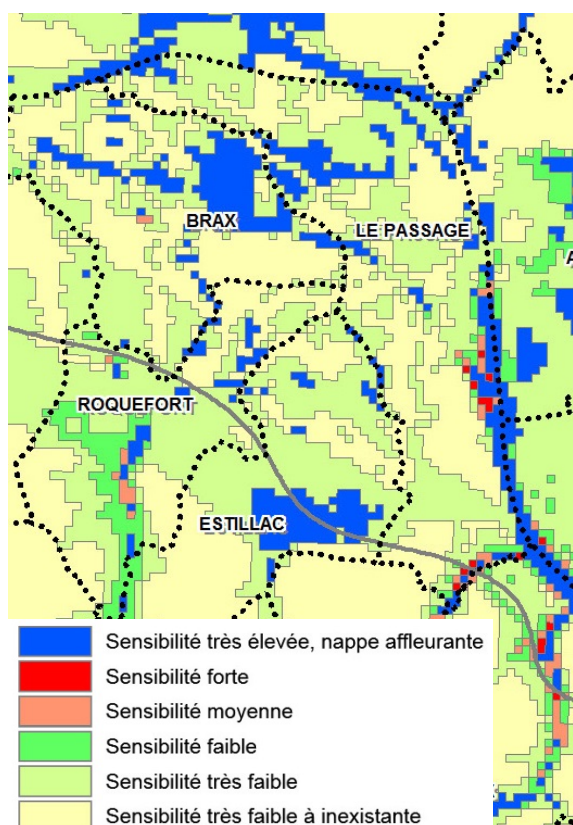 BRAX
LE PASSAGE
A
ROQUEFORT
ESTILLAC
Sensibilité très élevée, nappe affleurante
Sensibilité forte
Sensibilité moyenne
Sensibilité faible
Sensibilité très faible
Sensibilité très faible à inexistante